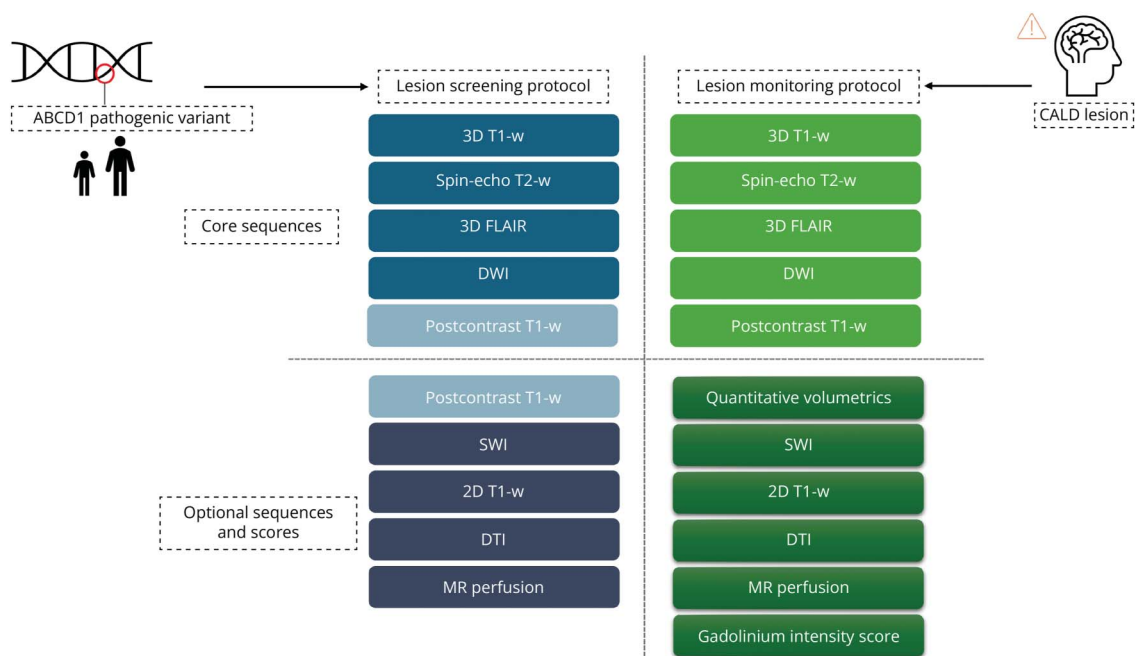 ABCD1 pathogenic variant
Lesion screening protocol
Lesion monitoring protocol
CALD lesion
Core sequences
3D T1-w
Spin-echo T2-w
3D FLAIR
DWI
Postcontrast T1-w
3D T1-w
Spin-echo T2-w
3D FLAIR
DWI
Postcontrast T1-w
Optional sequences
and scores
Postcontrast T1-w
SWI
2D T1-w
DTI
MR perfusion
Quantitative volumetrics
SWI
2D T1-w
DTI
MR perfusion
Gadolinium intensity score